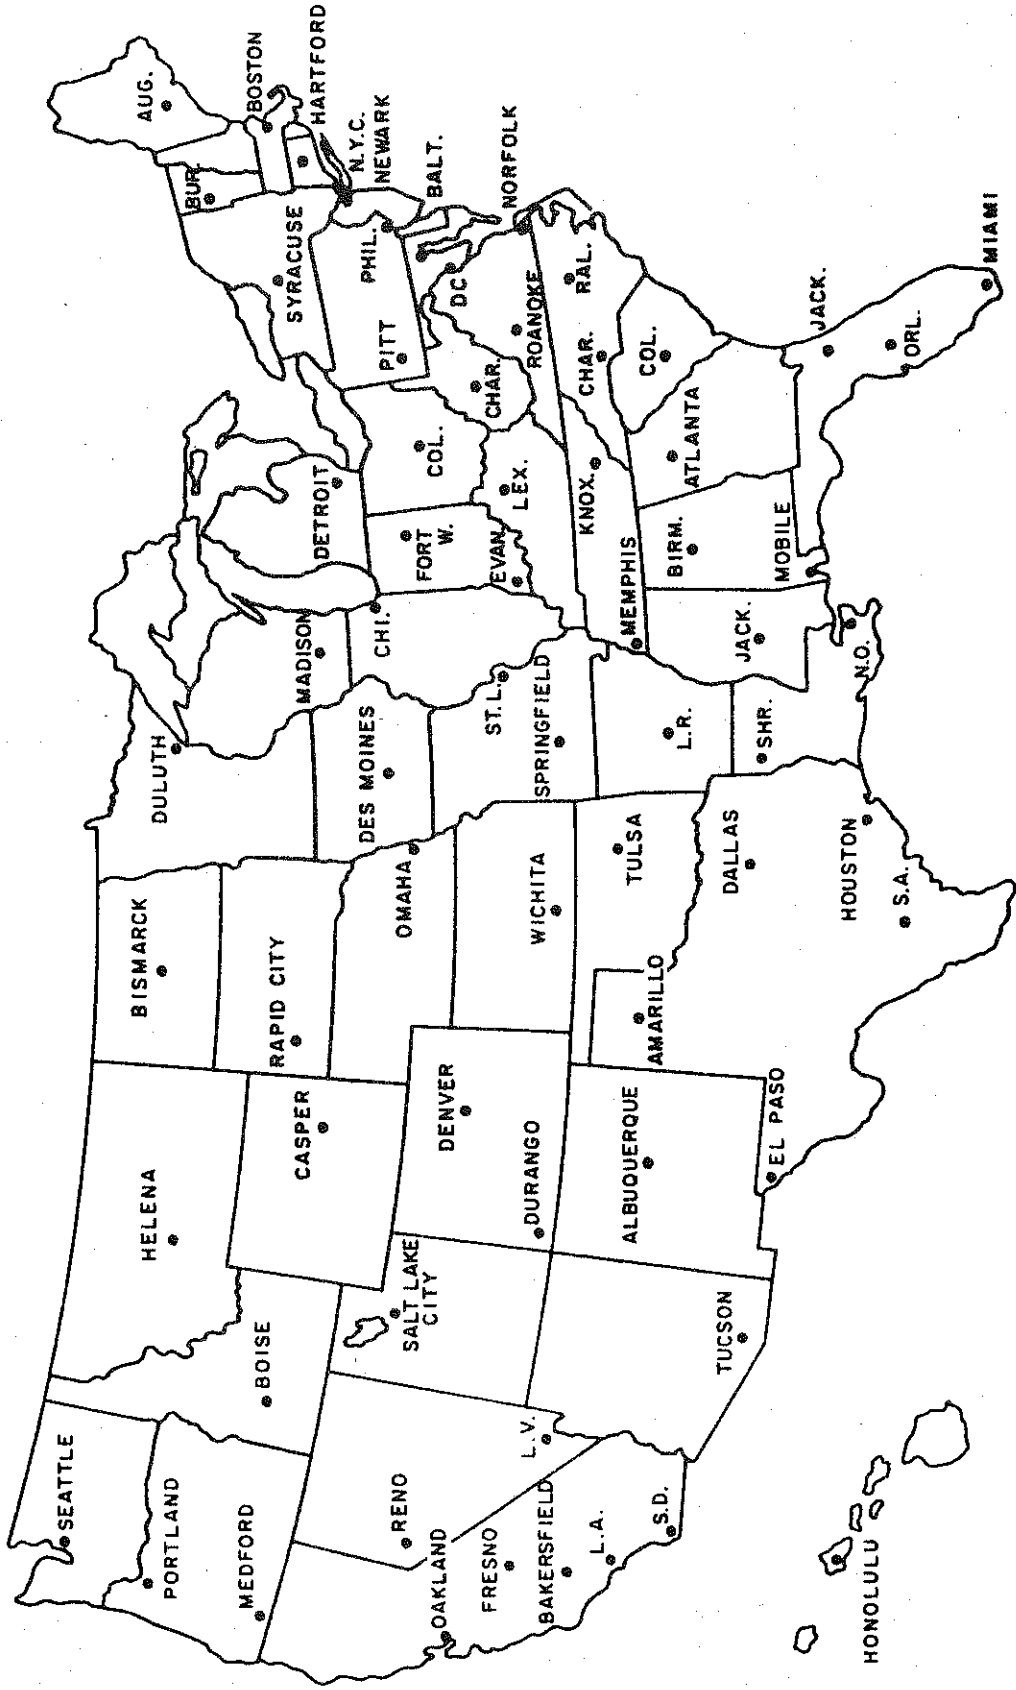 SEATTLE
PORTLAND
MEDFORD
BOISE
HELENA
BISMARCK
DULUTH
RAPID CITY
CASPER
RENO
OAKLAND
FRESNO
BAKERSFIELD
L.A.
S.D.
L.V.
SALT LAKE
CITY
DENVER
DURANGO
TUCSON
ALBUQUERQUE
EL PASO
AMARILLO
OMAHA
DES MOINES
WICHITA
TULSA
DALLAS
HOUSTON
S.A.
MADISON
CHI.
ST. L.
SPRINGFIELD
L.R.
SHR.
N.O.
JACK.
MEMPHIS
DETROIT
FORT
W.
EVAN.
COL.
LEX.
KNOX.
BIRM.
MOBILE
ATLANTA
CHAR.
ROANOKE
CHAR.
RAL.
COL.
JACK.
ORL.
MIAMI
PITT
PHIL.
SYRACUSE
BUR.
AUG.
BOSTON
HARTFORD
N.Y.C.
NEWARK
BALT.
DC
NORFOLK
HONOLULU